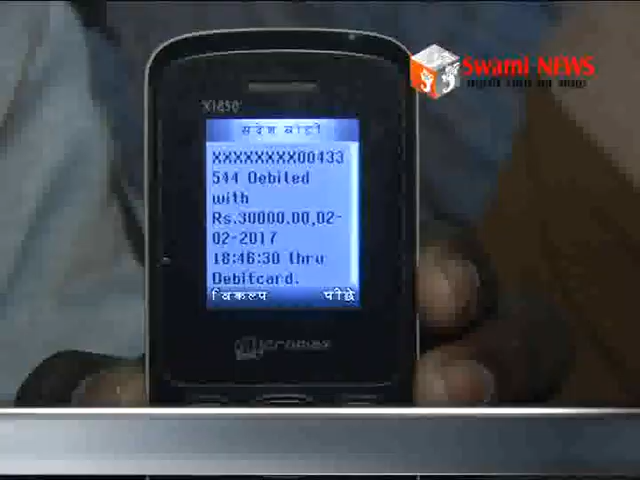 Swami NEWS
X1850
संदेश बॉडी
XXXXXXXX00433
544 Debited
with
Rs.30000.00,02-
02-2017
18:46:30 thru
Debitcard.
विकल्प पीछे
micromax